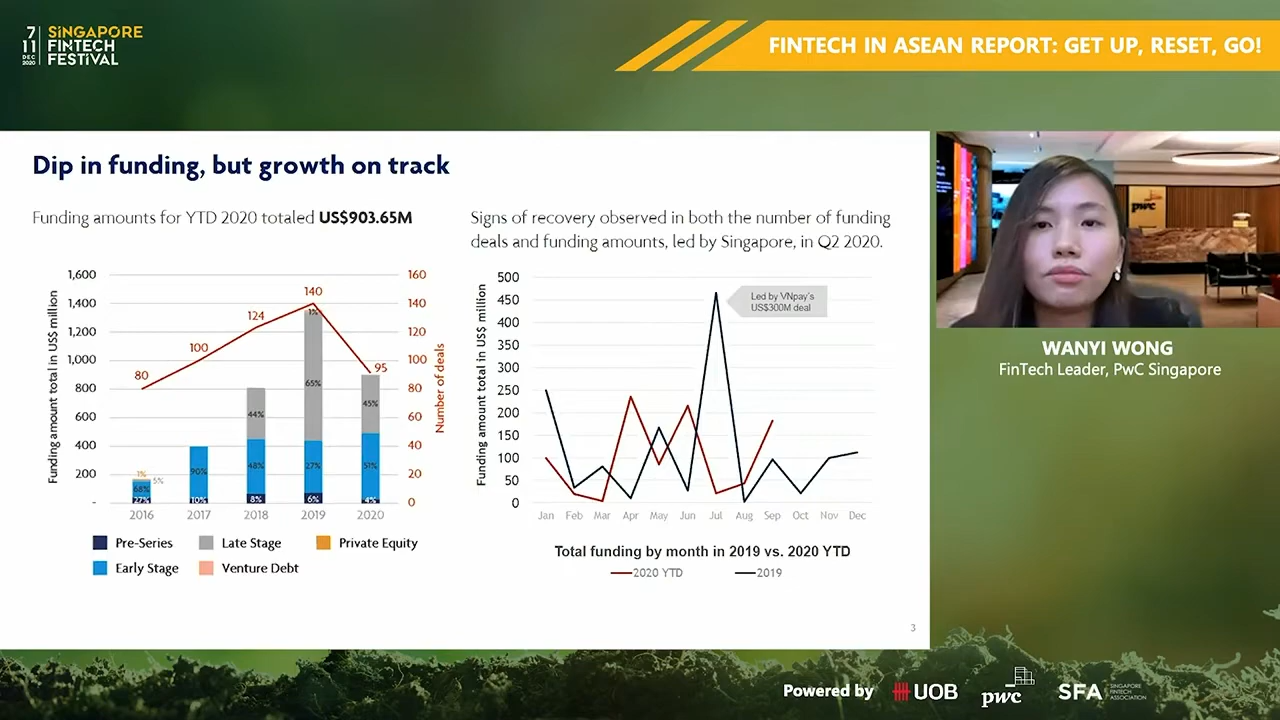 7
11
DEC
2020
SINGAPORE
FINTECH
FESTIVAL
FINTECH IN ASEAN REPORT: GET UP, RESET, GO!
Dip in funding, but growth on track
Funding amounts for YTD 2020 totaled US$903.65M
Signs of recovery observed in both the number of funding
deals and funding amounts, led by Singapore, in Q2 2020.
Funding amount total in US$ million
1,600
1,400
1,200
1,000
800
600
400
200
-
160
140
120
100
80
60
40
20
0
Number of deals
80
100
124
140
95
1%
5%
68%
27%
90%
10%
44%
48%
8%
1%
65%
27%
6%
45%
51%
4%
2016 2017 2018 2019 2020
Pre-Series
Late Stage
Private Equity
Early Stage
Venture Debt
Funding amount total in US$ million
500
450
400
350
300
250
200
150
100
50
0
Led by VNpay's
US$300M deal
Jan Feb Mar Apr May Jun Jul Aug Sep Oct Nov Dec
Total funding by month in 2019 vs. 2020 YTD
2020 YTD
2019
3
pwc
WANYI WONG
FinTech Leader, PwC Singapore
Powered by
UOB
pwc
SFA
SINGAPORE
FINTECH
ASSOCIATION